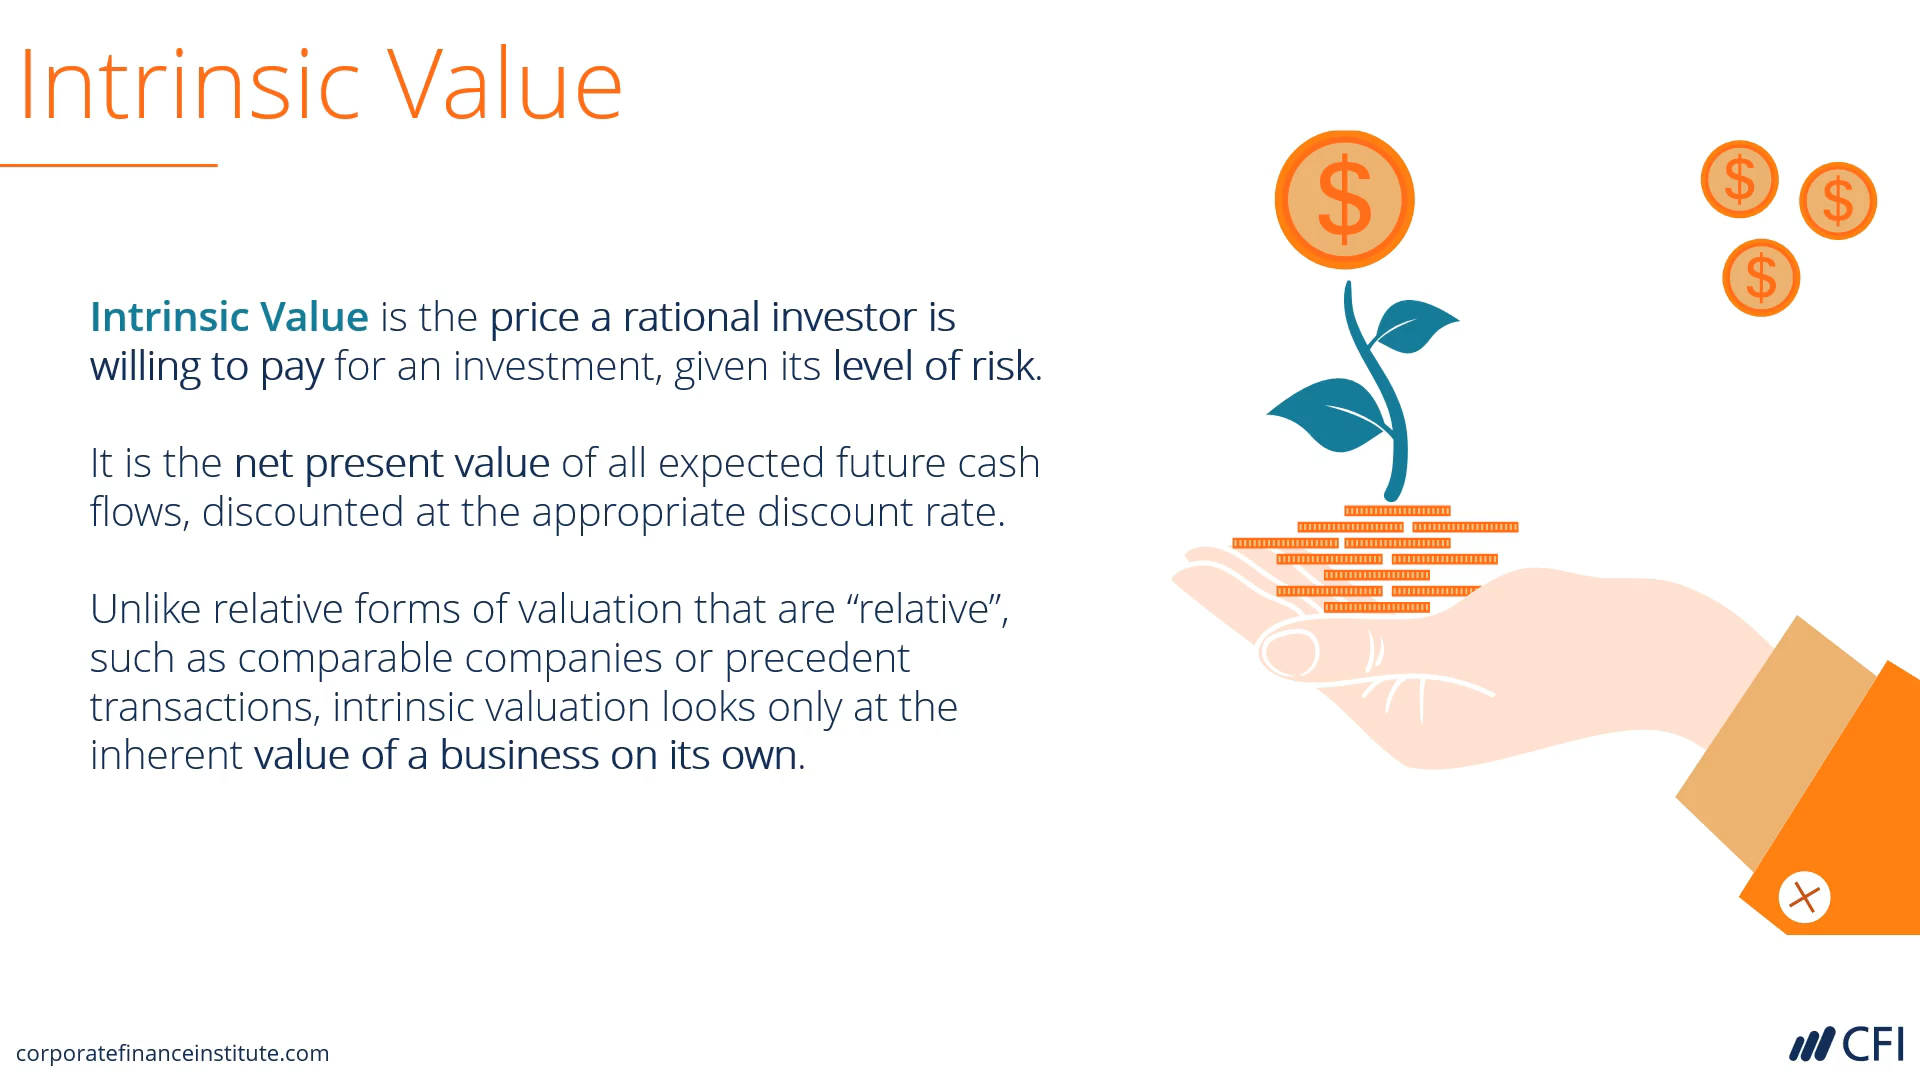 Intrinsic Value
$
$
$
$
Intrinsic Value is the price a rational investor is
willing to pay for an investment, given its level of risk.
It is the net present value of all expected future cash
flows, discounted at the appropriate discount rate.
Unlike relative forms of valuation that are “relative”,
such as comparable companies or precedent
transactions, intrinsic valuation looks only at the
inherent value of a business on its own.
corporatefinanceinstitute.com
CFI